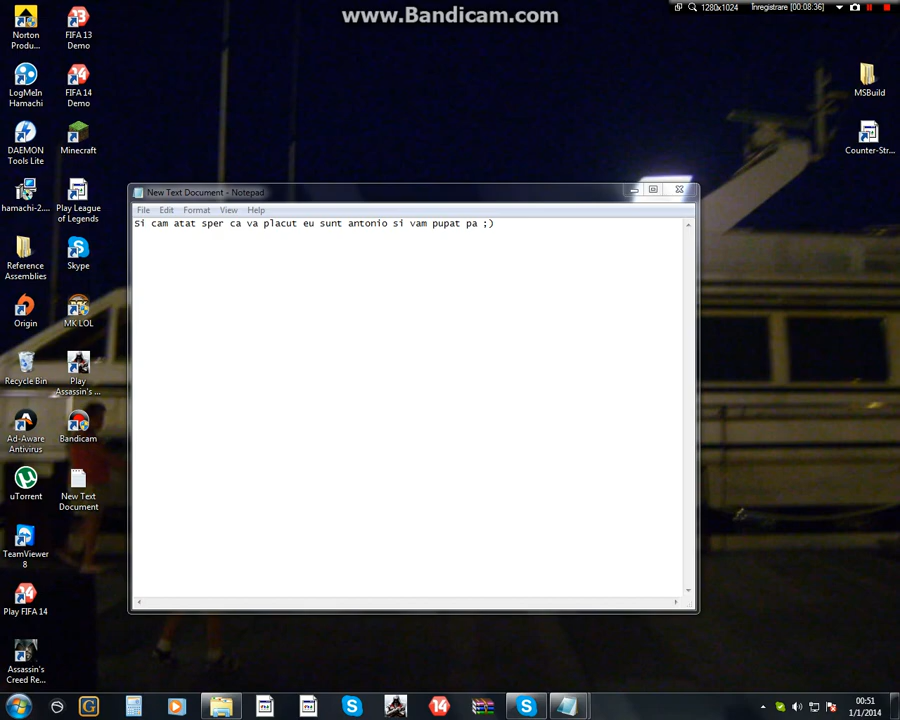 www.Bandicam.com
1280x1024
Inregistrare [00:08:36]
Norton Produ...
FIFA 13 Demo
LogMeIn Hamachi
FIFA 14 Demo
DAEMON Tools Lite
Minecraft
hamachi-2....
Play League of Legends
Reference Assemblies
Skype
Origin
MK LOL
Recycle Bin
Play Assassin's ...
Ad-Aware Antivirus
Bandicam
uTorrent
New Text Document
TeamViewer 8
Play FIFA 14
Assassin's Creed Re...
MSBuild
Counter-Str...
New Text Document - Notepad
File Edit Format View Help
Si cam atat sper ca va placut eu sunt antonio si vam pupat pa ;)
00:51
1/1/2014